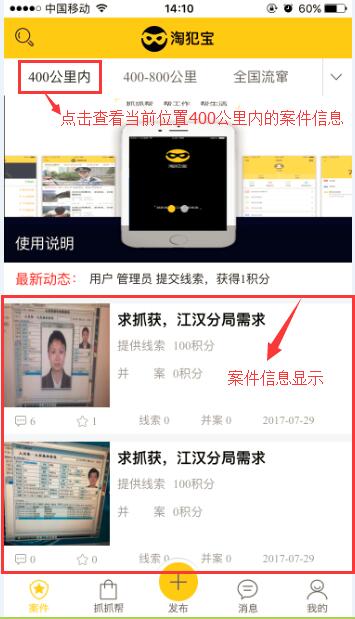 中国移动 14:10 60%
淘犯宝
400公里内 400-800公里 全国流窜
点击查看当前位置400公里内的案件信息
抓抓帮 帮工作 帮生活
使用说明
最新动态： 用户 管理员 提交线索，获得1积分
求抓获，江汉分局需求
提供线索 100积分
案件信息显示
并 案 0积分
6 1 线索 0 并案 0 2017-07-29
求抓获，江汉分局需求
提供线索 100积分
并 案 0积分
0 0 线索 0 并案 0 2017-07-29
案件 抓抓帮 发布 消息 我的